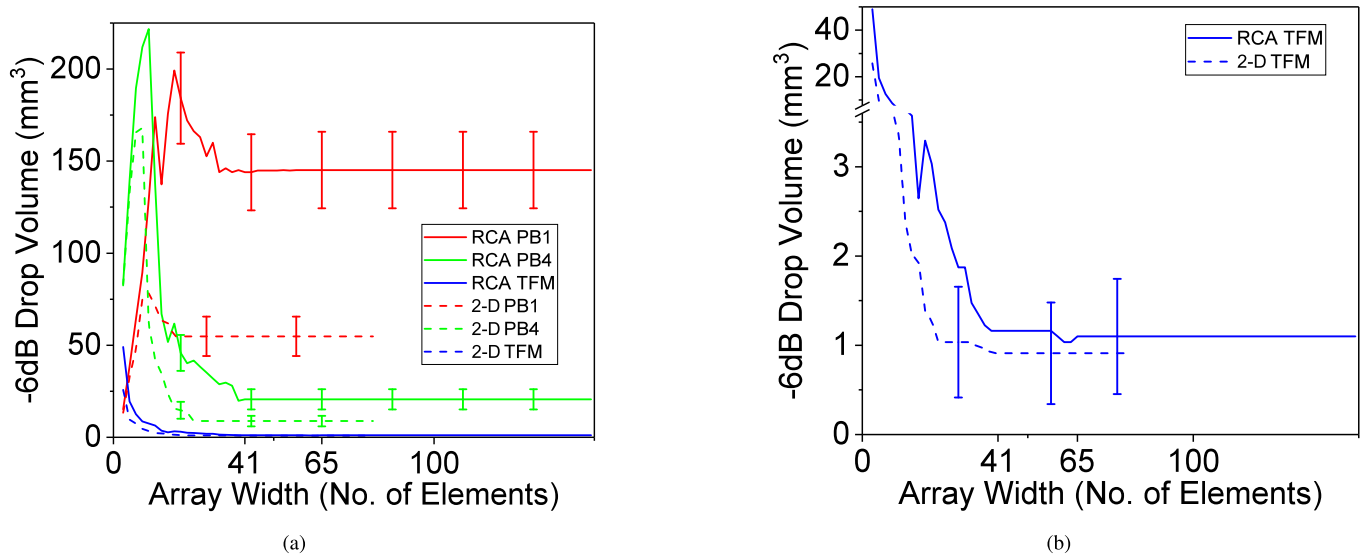 -6dB Drop Volume (mm³)
200
150
100
50
0
RCA PB1
RCA PB4
RCA TFM
2-D PB1
2-D PB4
2-D TFM
0 41 65 100
Array Width (No. of Elements)
(a)
-6dB Drop Volume (mm³)
40
20
3
2
1
0
RCA TFM
2-D TFM
0 41 65 100
Array Width (No. of Elements)
(b)